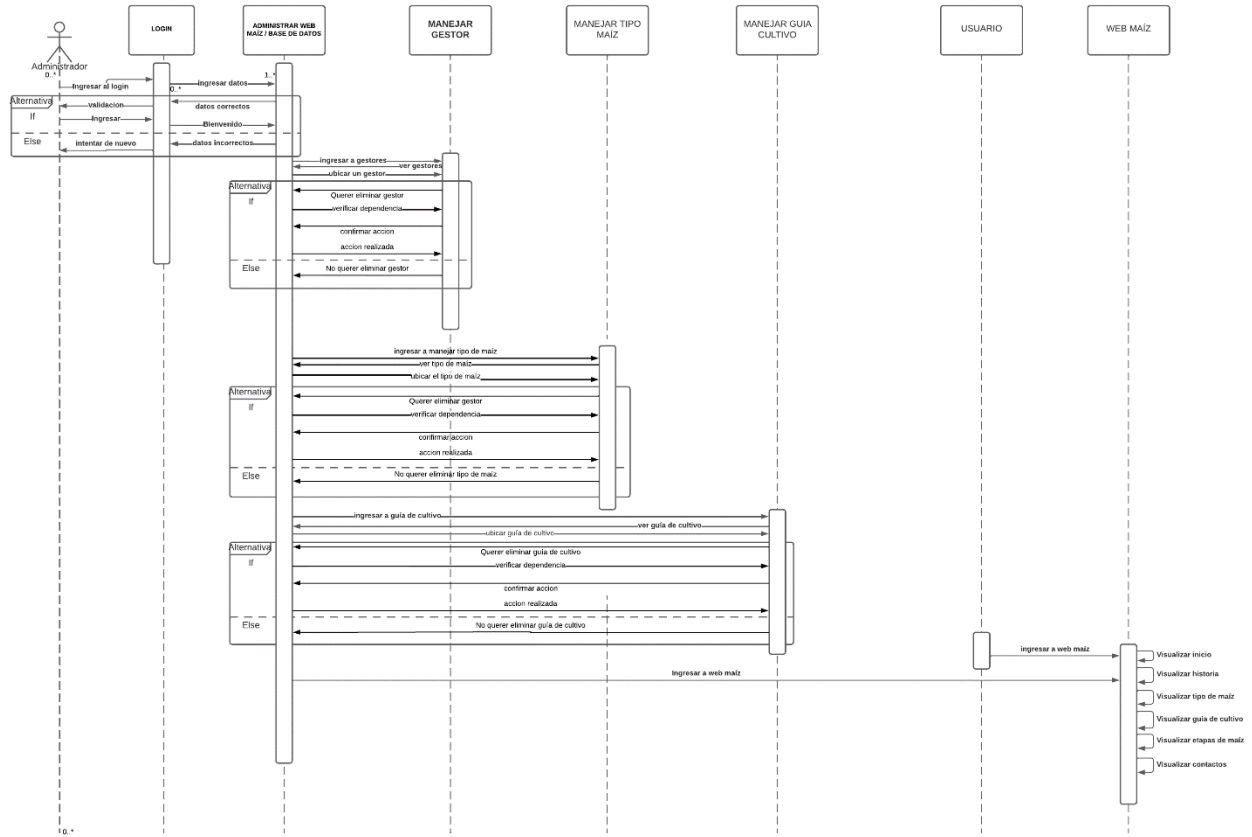 LOGIN
ADMINISTRAR WEB
MAÍZ / BASE DE DATOS
MANEJAR
GESTOR
MANEJAR TIPO
MAÍZ
MANEJAR GUIA
CULTIVO
USUARIO
WEB MAÍZ
Administrador
0..*
Ingresar al login
ingresar datos
1..*
0..*
Alternativa
validacion
datos correctos
If
Ingresar
Bienvenido
Else
intentar de nuevo
datos incorrectos
ingresar a gestores
ver gestores
ubicar un gestor
Alternativa
Querer eliminar gestor
If
verificar dependencia
confirmar accion
accion realizada
Else
No querer eliminar gestor
ingresar a manejar tipo de maíz
ver tipo de maíz
ubicar el tipo de maíz
Alternativa
Querer eliminar gestor
If
verificar dependencia
confirmar accion
accion realizada
Else
No querer eliminar tipo de maíz
ingresar a guía de cultivo
ver guía de cultivo
ubicar guía de cultivo
Alternativa
Querer eliminar guia de cultivo
If
verificar dependencia
confirmar accion
accion realizada
Else
No querer eliminar guía de cultivo
ingresar a web maíz
Visualizar inicio
Ingresar a web maíz
Visualizar historia
Visualizar tipo de maíz
Visualizar guia de cultivo
Visualizar etapas de maíz
Visualizar contactos
0..*